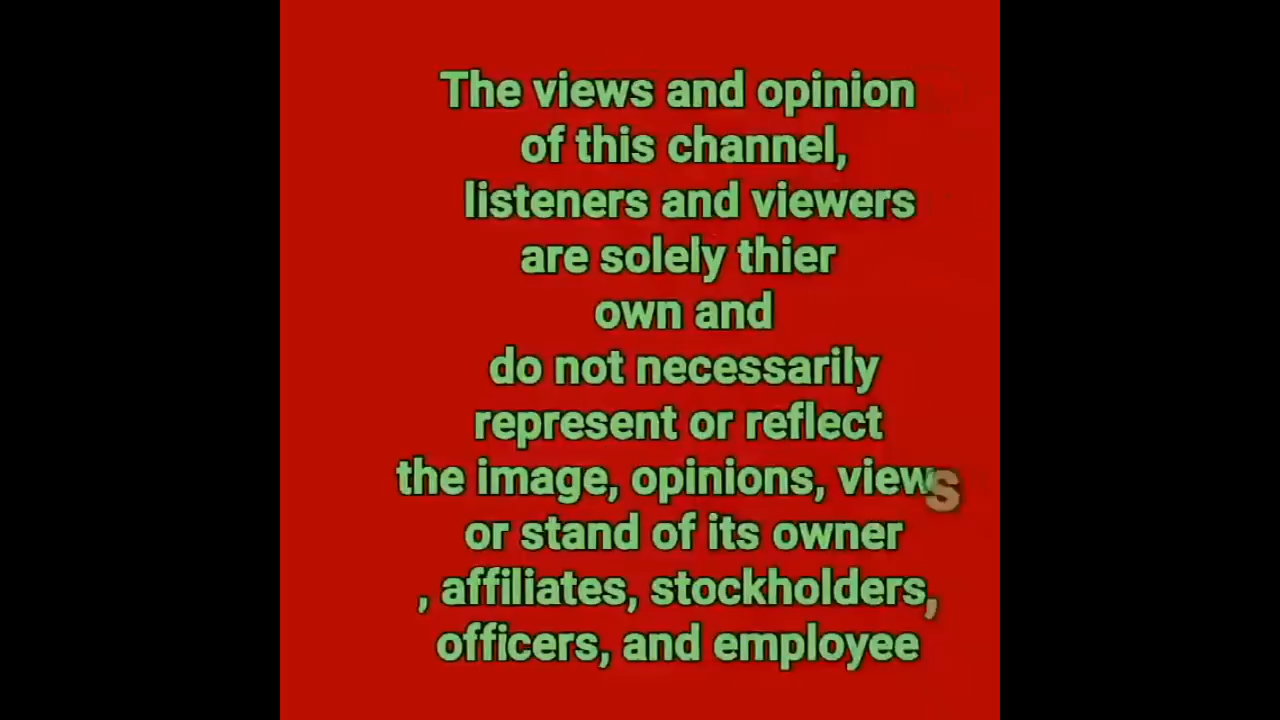 The views and opinion
of this channel,
listeners and viewers
are solely thier
own and
do not necessarily
represent or reflect
the image, opinions, views
or stand of its owner
, affiliates, stockholders,
officers, and employee